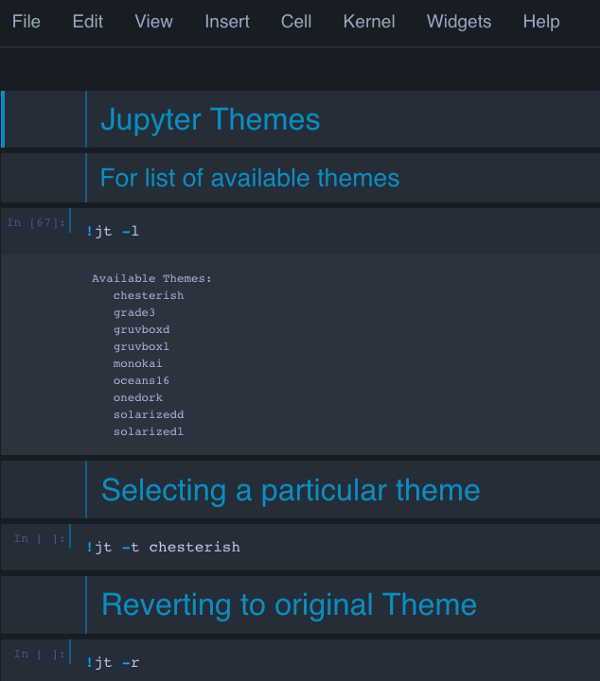 File Edit View Insert Cell Kernel Widgets Help
Jupyter Themes
For list of available themes
In [67]: !jt -l
Available Themes:
chesterish
grade3
gruvboxd
gruvboxl
monokai
oceans16
onedork
solarizedd
solarizedl
Selecting a particular theme
In [ ]: !jt -t chesterish
Reverting to original Theme
In [ ]: !jt -r